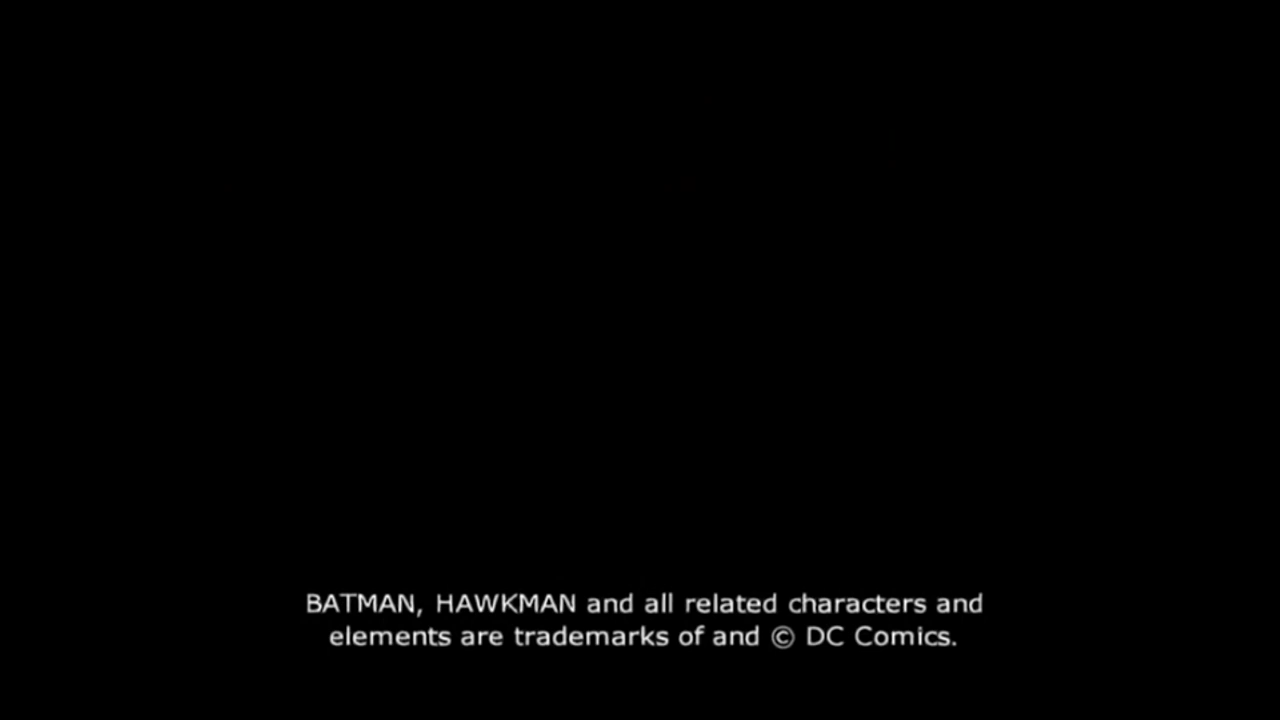 BATMAN, HAWKMAN and all related characters and
elements are trademarks of and © DC Comics.